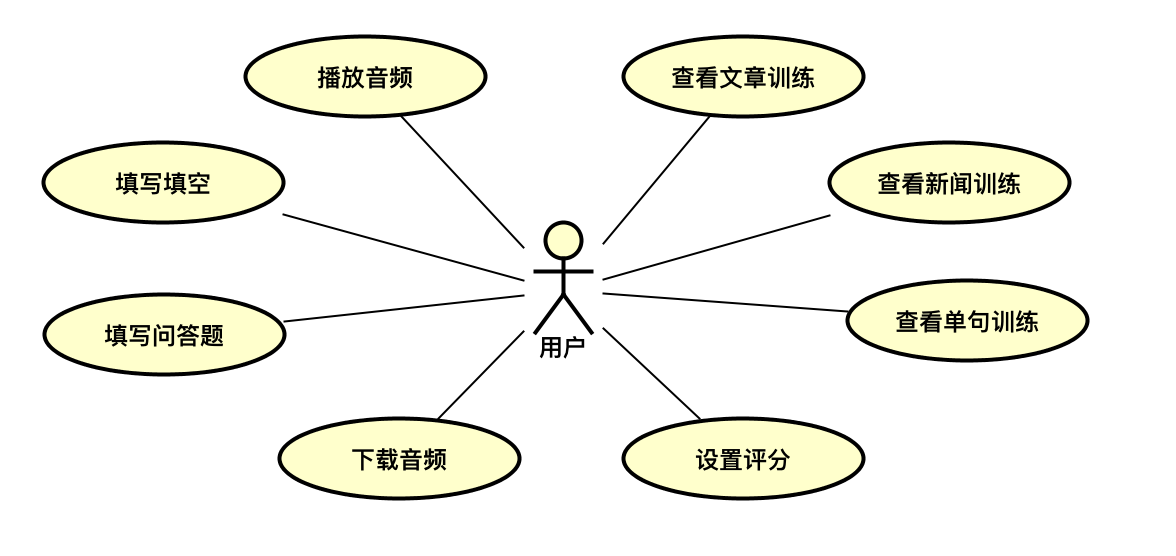 播放音频
查看文章训练
填写填空
查看新闻训练
填写问答题
查看单句训练
用户
下载音频
设置评分